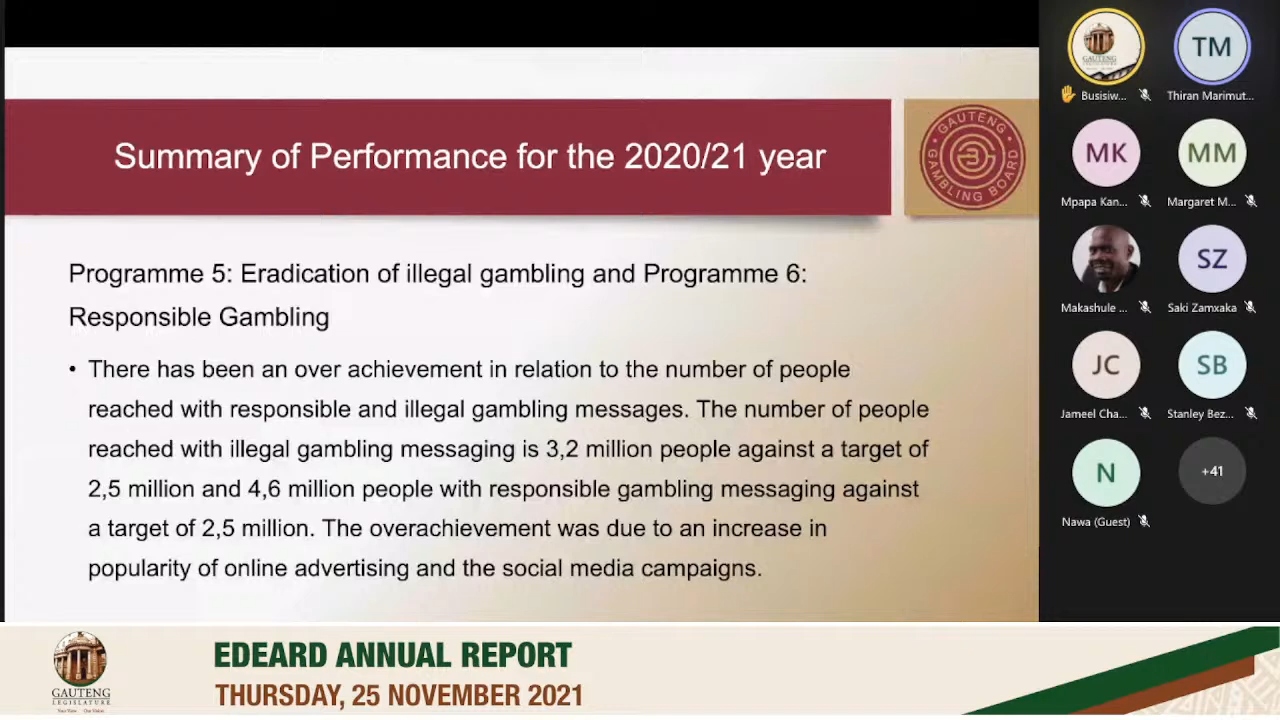 Summary of Performance for the 2020/21 year
GAUTENG
GAMBLING BOARD
Programme 5: Eradication of illegal gambling and Programme 6:
Responsible Gambling
• There has been an over achievement in relation to the number of people
reached with responsible and illegal gambling messages. The number of people
reached with illegal gambling messaging is 3,2 million people against a target of
2,5 million and 4,6 million people with responsible gambling messaging against
a target of 2,5 million. The overachievement was due to an increase in
popularity of online advertising and the social media campaigns.
GAUTENG
TM
Busisiw...
Thiran Marimut...
MK
MM
Mpapa Kan...
Margaret M...
SZ
Makashule ...
Saki Zamxaka
JC
SB
Jameel Cha...
Stanley Bez...
N
+41
Nawa (Guest)
GAUTENG
LEGISLATURE
EDEARD ANNUAL REPORT
THURSDAY, 25 NOVEMBER 2021